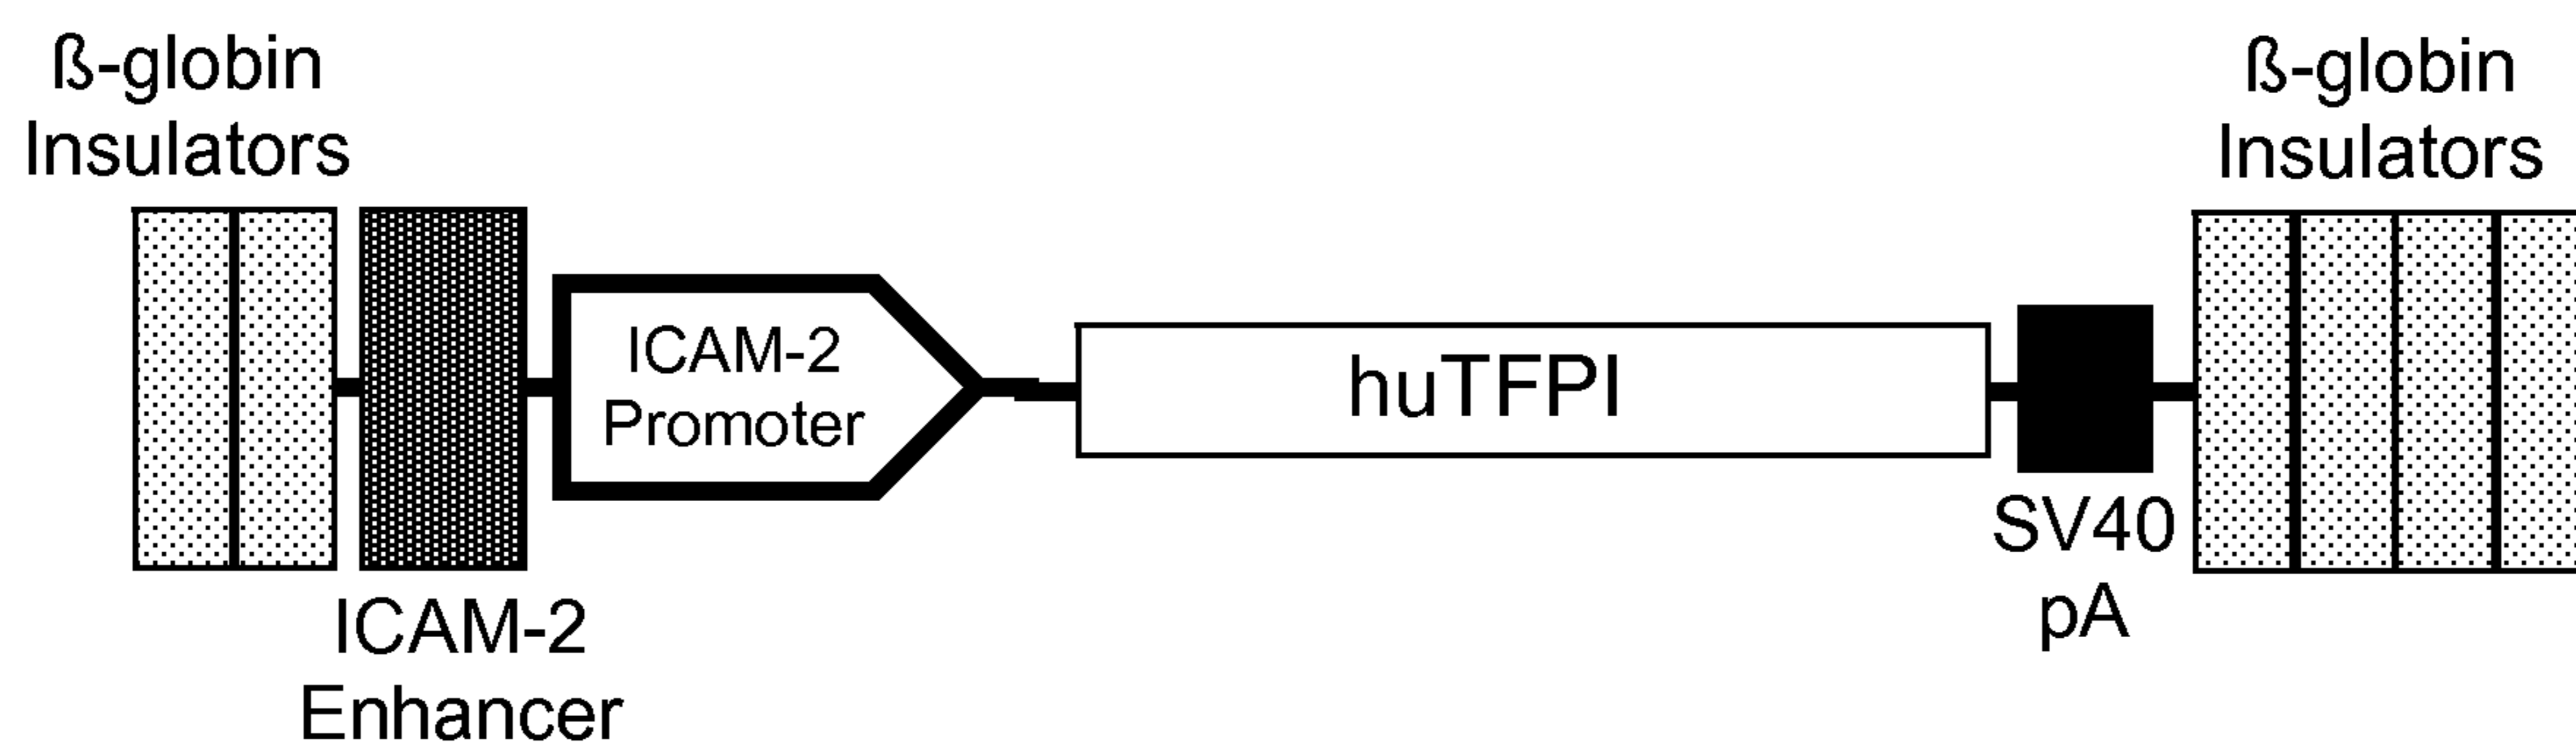 ß-globin
Insulators
ß-globin
Insulators
ICAM-2
Promoter
huTFPI
SV40
pA
ICAM-2
Enhancer